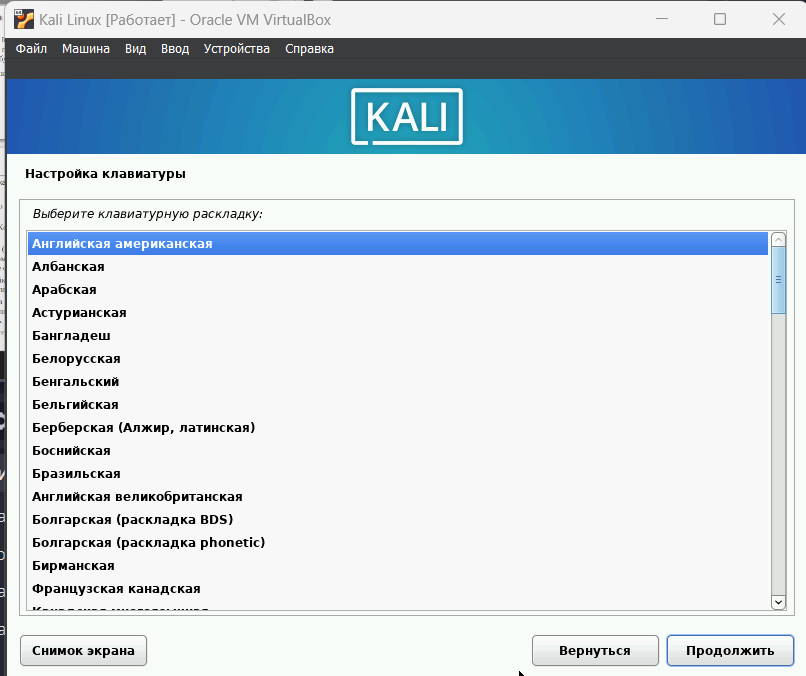 Kali Linux [Работает] - Oracle VM VirtualBox
Файл Машина Вид Ввод Устройства Справка
KALI
Настройка клавиатуры
Выберите клавиатурную раскладку:
Английская американская
Албанская
Арабская
Астурианская
Бангладеш
Белорусская
Бенгальский
Бельгийская
Берберская (Алжир, латинская)
Боснийская
Бразильская
Английская великобританская
Болгарская (раскладка BDS)
Болгарская (раскладка phonetic)
Бирманская
Французская канадская
Снимок экрана Вернуться Продолжить